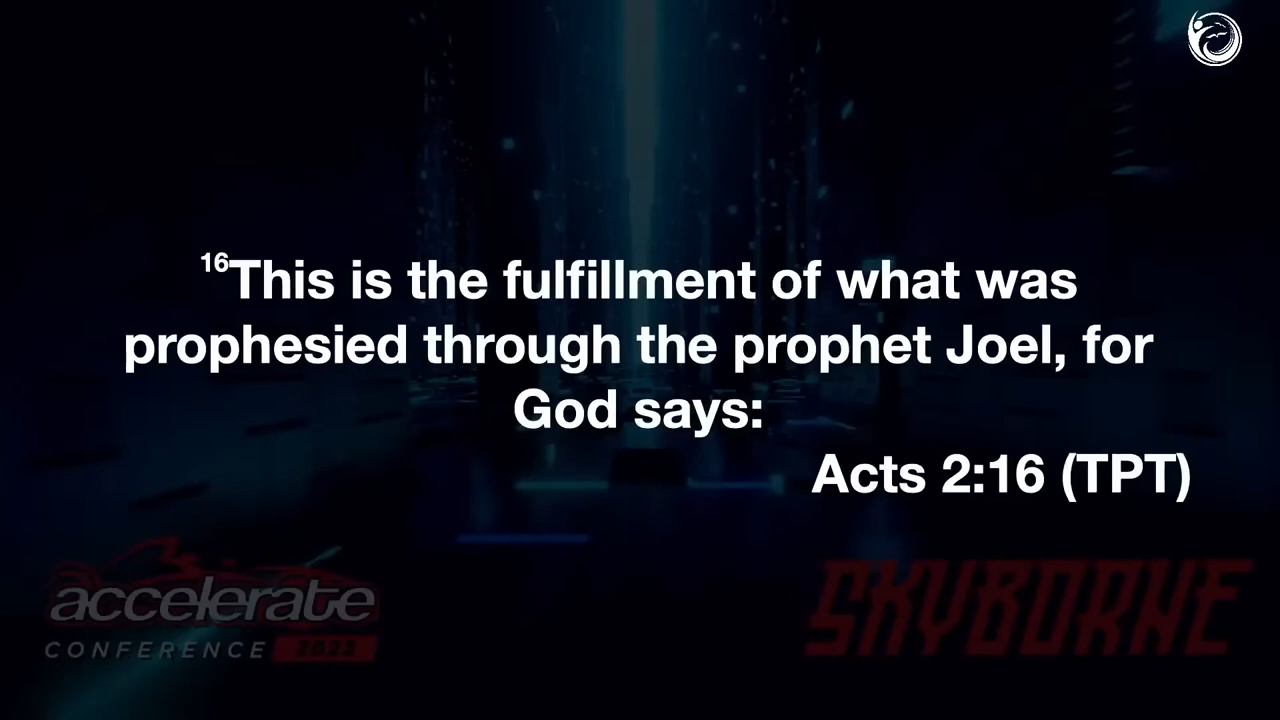 16This is the fulfillment of what was
prophesied through the prophet Joel, for
God says:
Acts 2:16 (TPT)
accelerate
CONFERENCE 2023
SKYBORNE